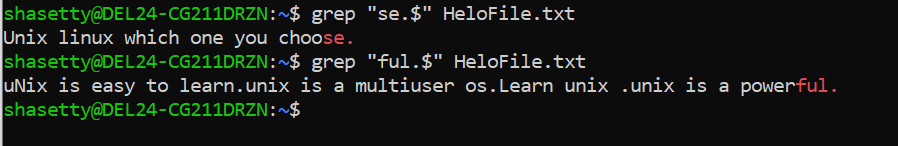 shasetty@DEL24-CG211DRZN:~$ grep "se.$" HeloFile.txt
Unix linux which one you choose.
shasetty@DEL24-CG211DRZN:~$ grep "ful.$" HeloFile.txt
uNix is easy to learn.unix is a multiuser os.Learn unix .unix is a powerful.
shasetty@DEL24-CG211DRZN:~$